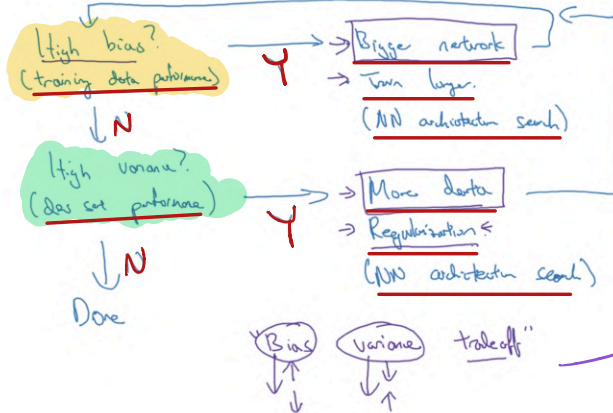 High bias?
(training data performance)
Y
Bigger network
Train longer.
(NN architecture search)
N
High variance?
(dev set performance)
Y
More data
Regularization
(NN architecture search)
N
Done
"Bias variance tradeoff"